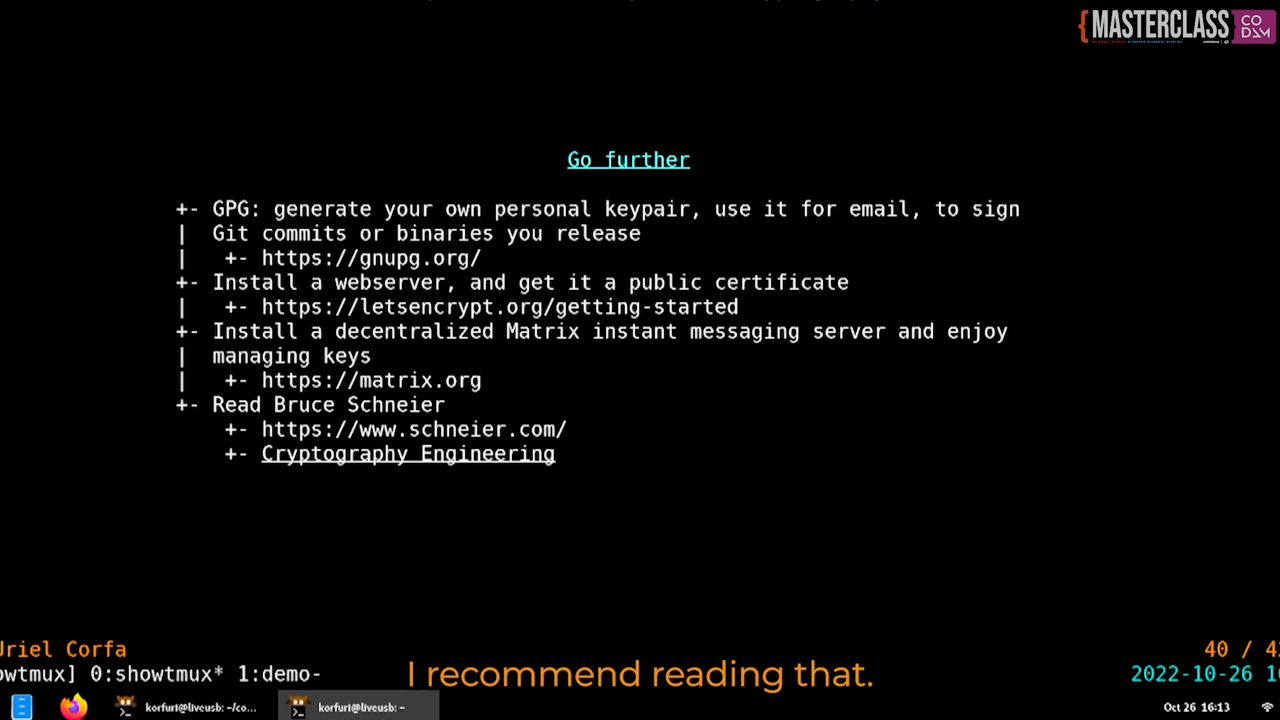 { MASTERCLASS
CODAM
Go further
+- GPG: generate your own personal keypair, use it for email, to sign
| Git commits or binaries you release
| +- https://gnupg.org/
+- Install a webserver, and get it a public certificate
| +- https://letsencrypt.org/getting-started
+- Install a decentralized Matrix instant messaging server and enjoy
| managing keys
| +- https://matrix.org
+- Read Bruce Schneier
+- https://www.schneier.com/
+- Cryptography Engineering
Uriel Corfa
40 / 4
owtmux] 0:showtmux* 1:demo-
2022-10-26 1
I recommend reading that.
korfuri@liveusb: ~/co...
korfuri@liveusb: ~
Oct 26 16:13